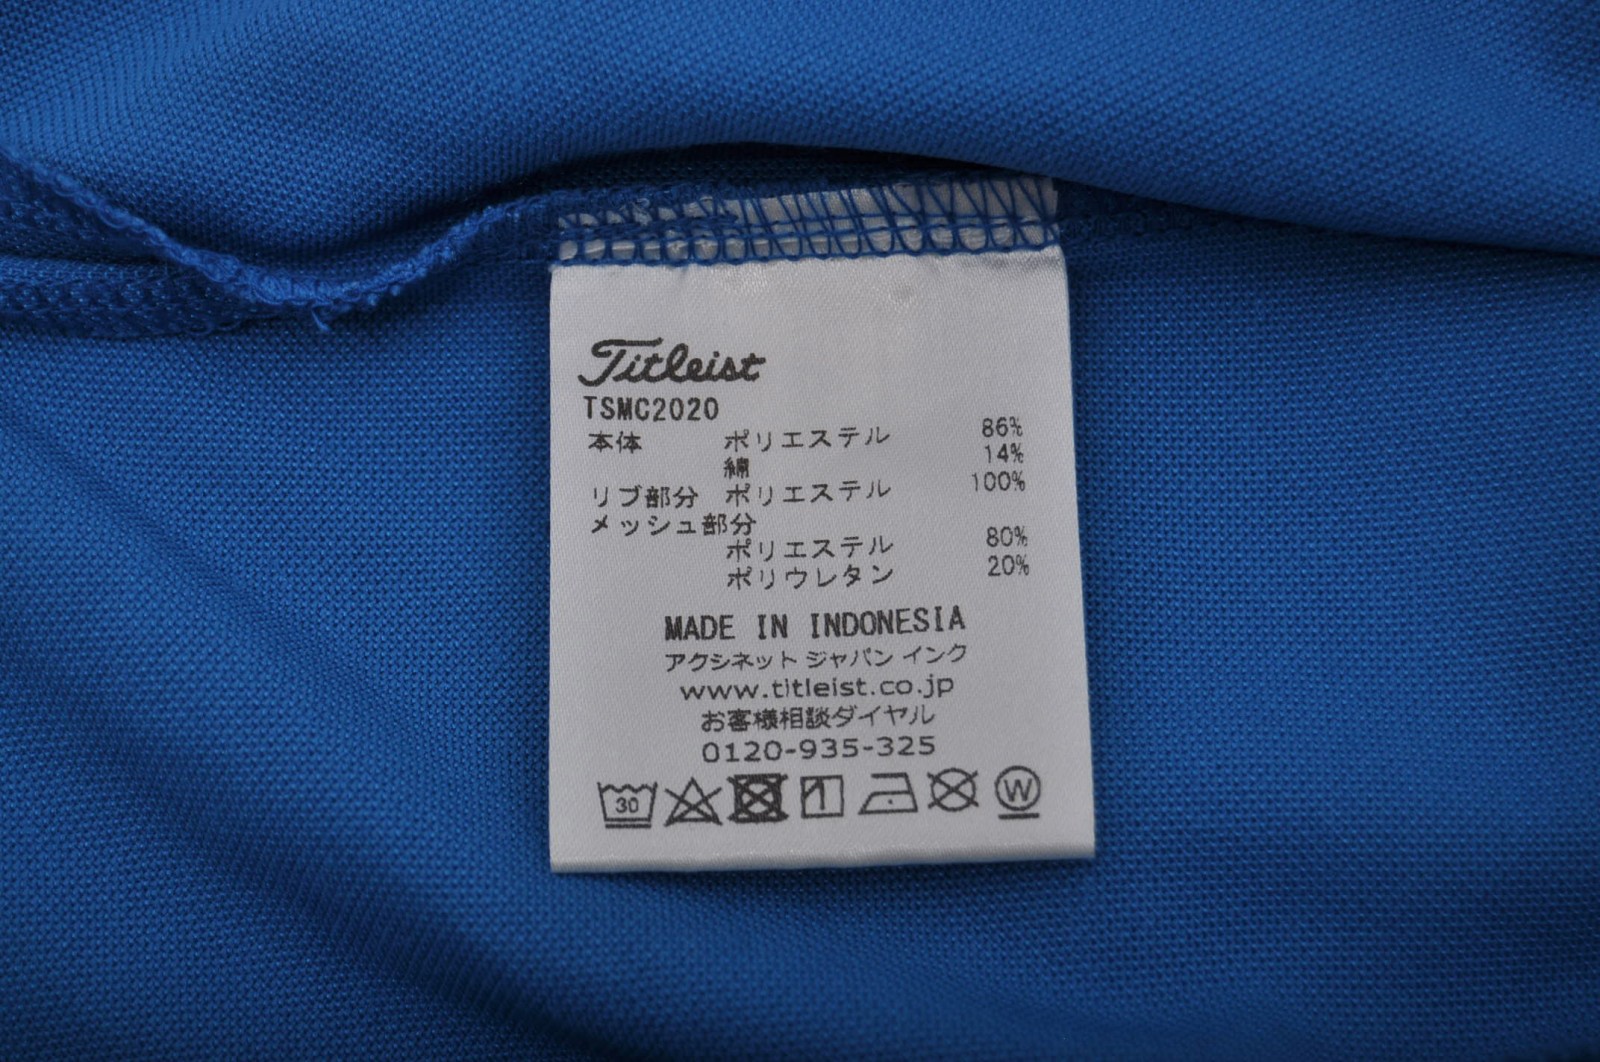 Titleist
TSMC2020
本体 ポリエステル 86%
綿 14%
リブ部分 ポリエステル 100%
メッシュ部分
ポリエステル 80%
ポリウレタン 20%
MADE IN INDONESIA
アクシネット ジャパン インク
www.titleist.co.jp
お客様相談ダイヤル
0120-935-325
30 W